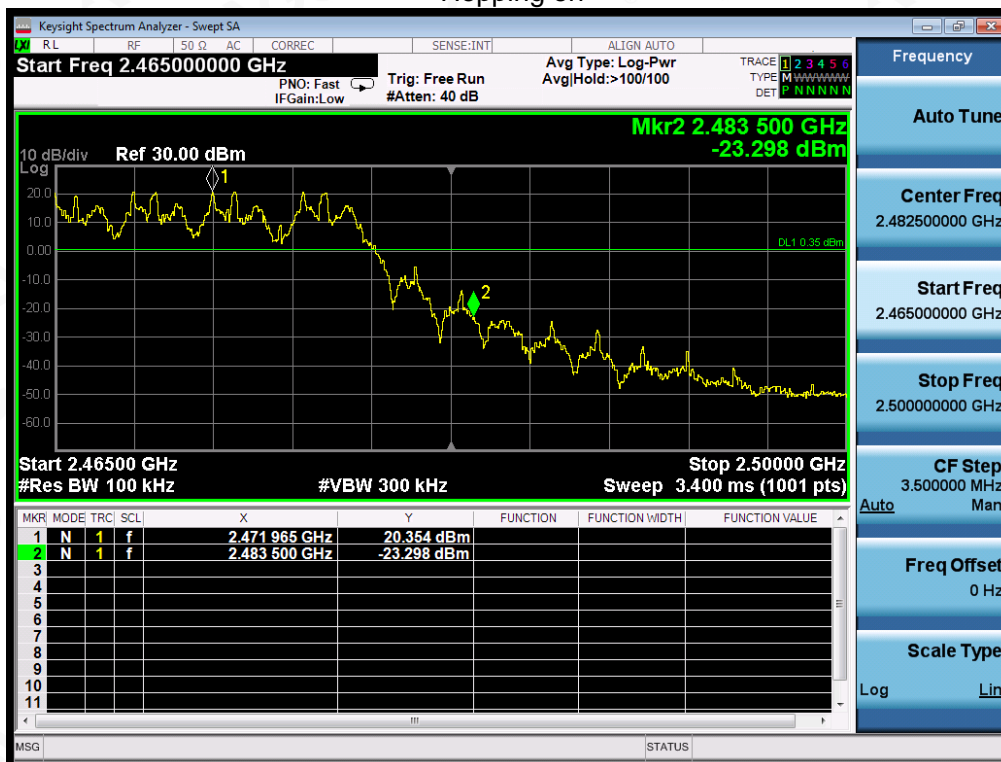 Hopping on
Keysight Spectrum Analyzer - Swept SA
LXI RL RF 50 Ω AC CORREC SENSE:INT ALIGN AUTO
Start Freq 2.465000000 GHz
PNO: Fast
IFGain:Low
Trig: Free Run
#Atten: 40 dB
Avg Type: Log-Pwr
Avg|Hold:>100/100
TRACE 1 2 3 4 5 6
TYPE M WWWWW
DET P N N N N N
Mkr2 2.483 500 GHz
-23.298 dBm
10 dB/div Ref 30.00 dBm
Log
1
20.0
10.0
0.00
DL1 0.35 dBm
-10.0
2
-20.0
-30.0
-40.0
-50.0
-60.0
Start 2.46500 GHz Stop 2.50000 GHz
#Res BW 100 kHz #VBW 300 kHz Sweep 3.400 ms (1001 pts)
MKR MODE TRC SCL X Y FUNCTION FUNCTION WIDTH FUNCTION VALUE
1 N 1 f 2.471 965 GHz 20.354 dBm
2 N 1 f 2.483 500 GHz -23.298 dBm
3
4
5
6
7
8
9
10
11
MSG STATUS
Frequency
Auto Tune
Center Freq
2.482500000 GHz
Start Freq
2.465000000 GHz
Stop Freq
2.500000000 GHz
CF Step
3.500000 MHz
Auto Man
Freq Offset
0 Hz
Scale Type
Log Lin